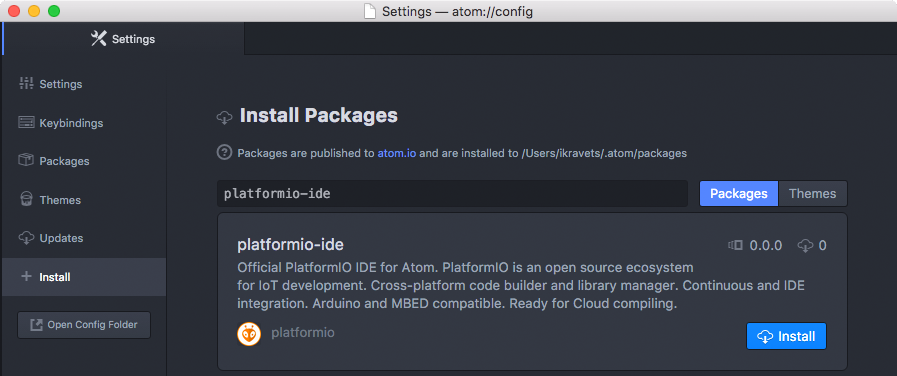 Settings — atom://config
Settings
Settings
Keybindings
Packages
Themes
Updates
Install
Open Config Folder
Install Packages
Packages are published to atom.io and are installed to /Users/ikravets/.atom/packages
platformio-ide
Packages Themes
platformio-ide
0.0.0 0
Official PlatformIO IDE for Atom. PlatformIO is an open source ecosystem
for IoT development. Cross-platform code builder and library manager. Continuous and IDE
integration. Arduino and MBED compatible. Ready for Cloud compiling.
platformio
Install